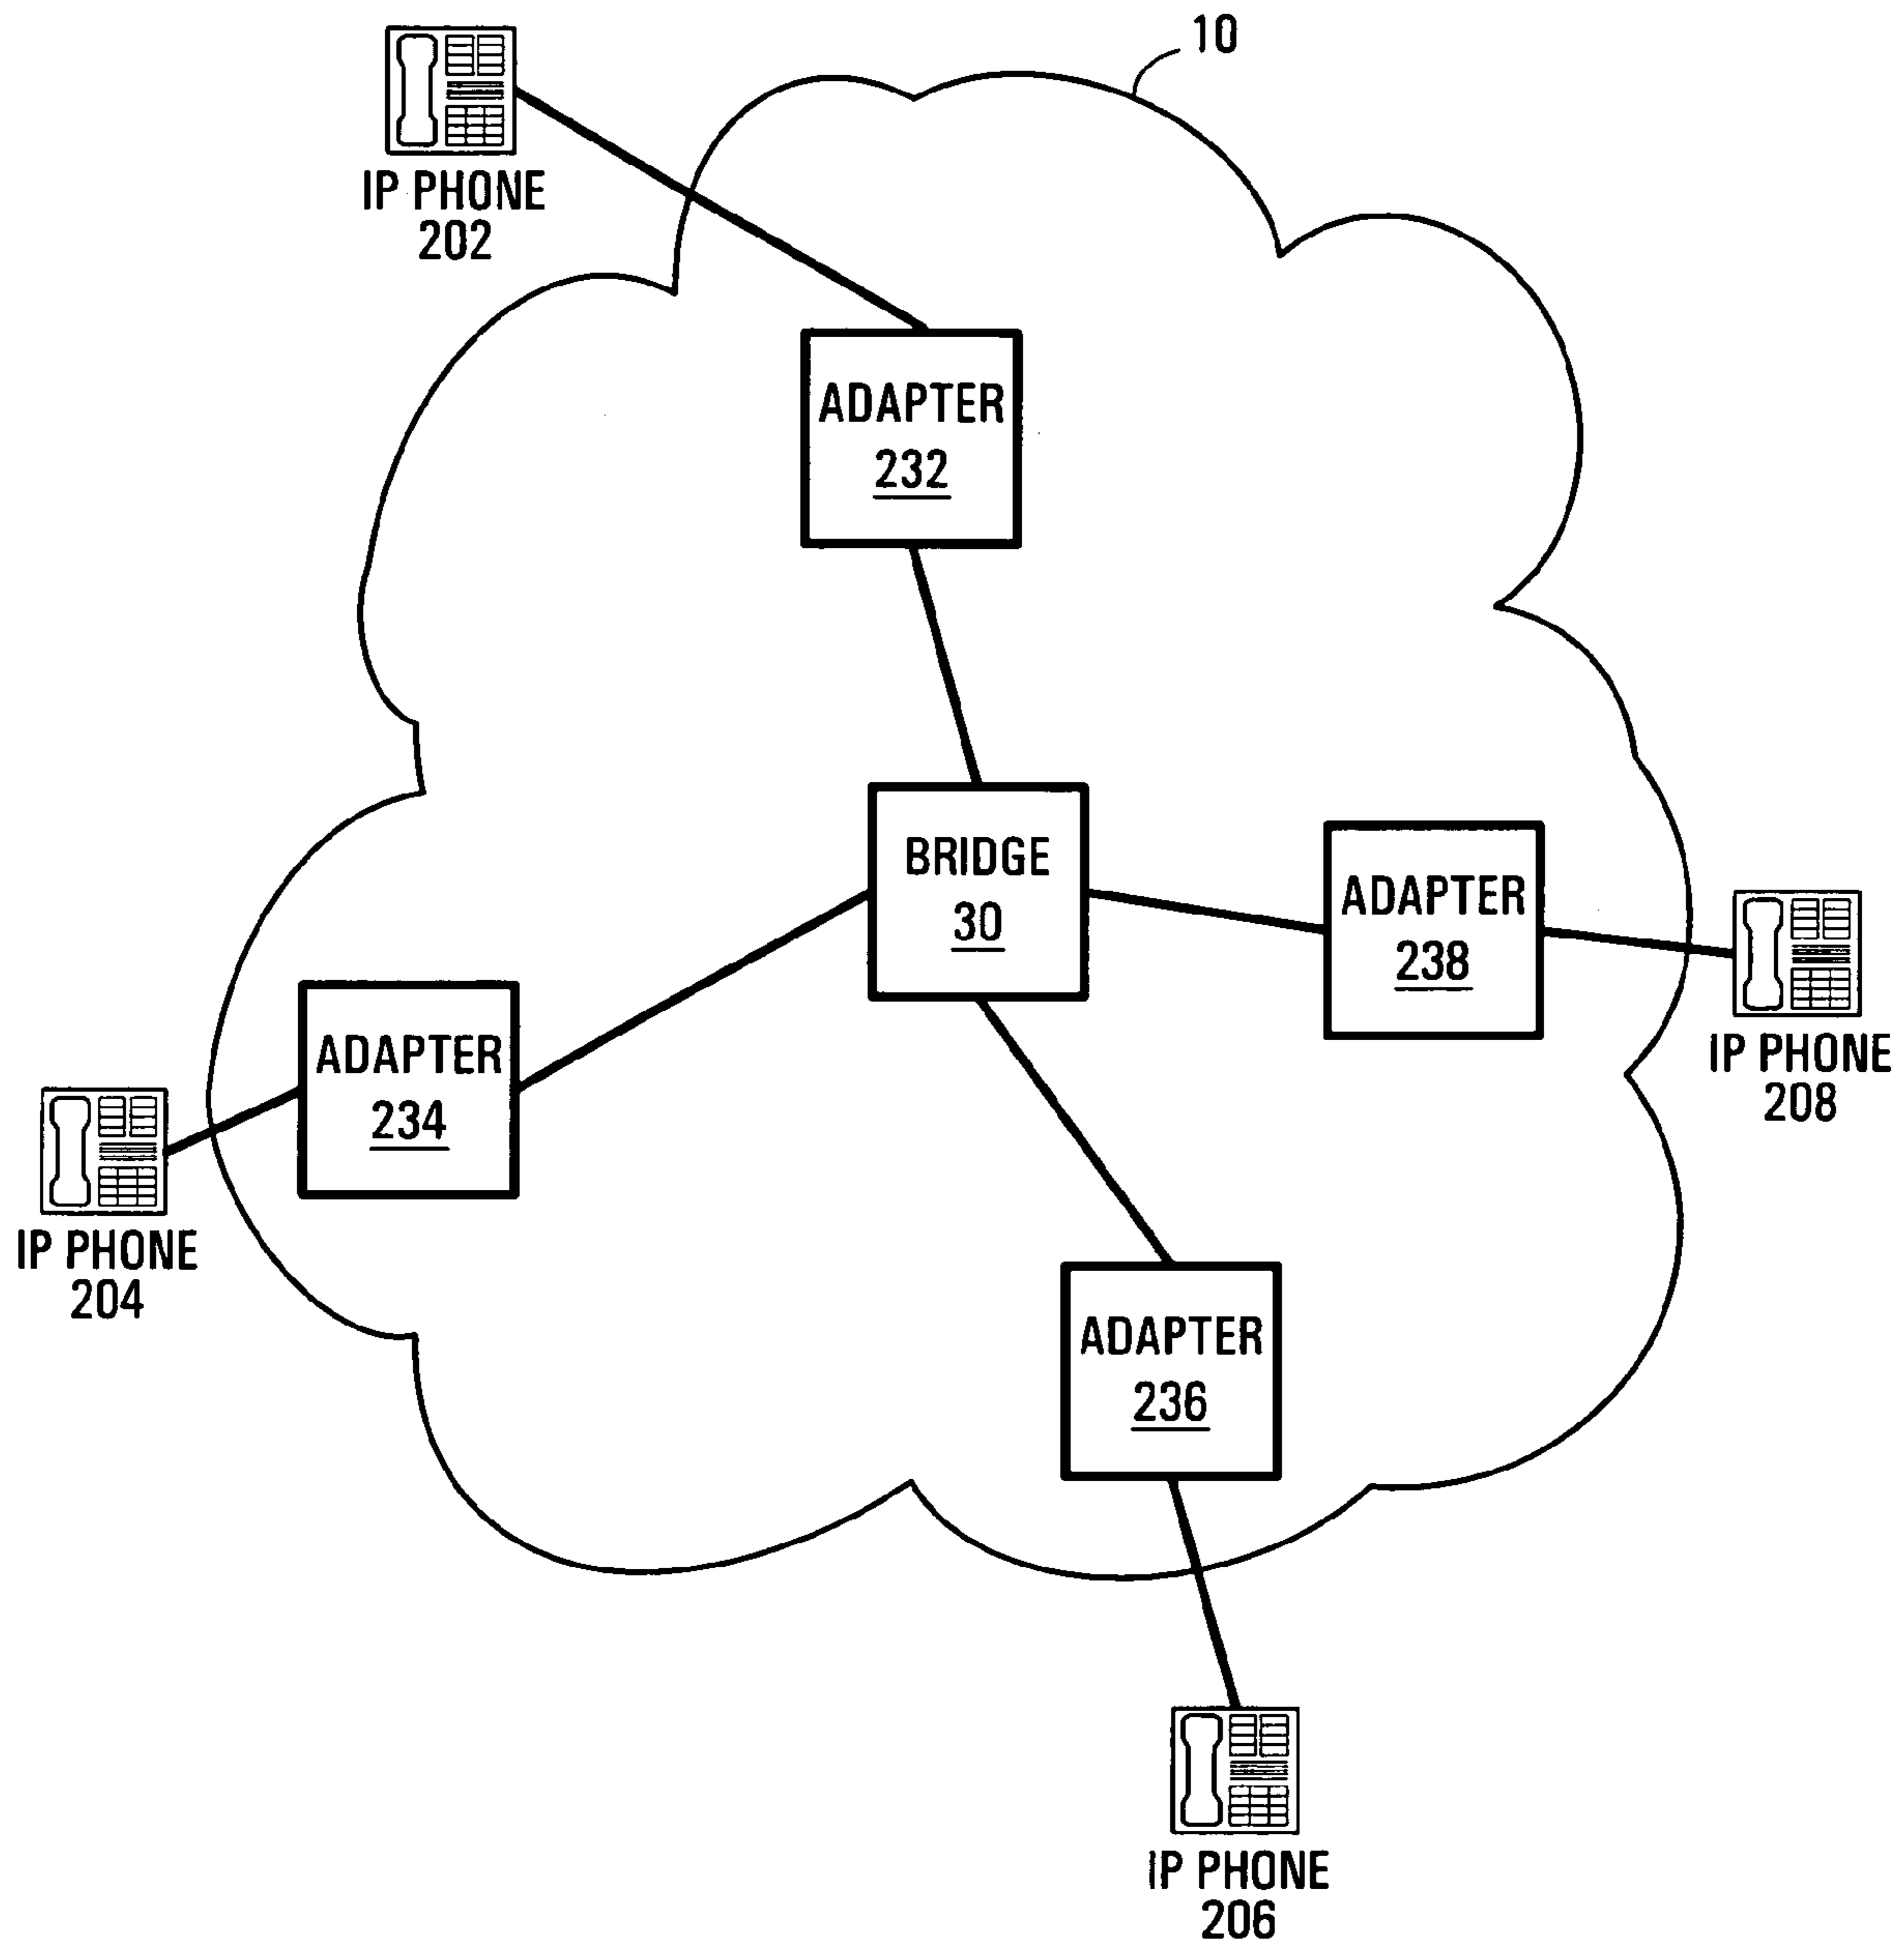 10
IP PHONE
202
ADAPTER
232
BRIDGE
30
ADAPTER
238
IP PHONE
208
ADAPTER
234
IP PHONE
204
ADAPTER
236
IP PHONE
206